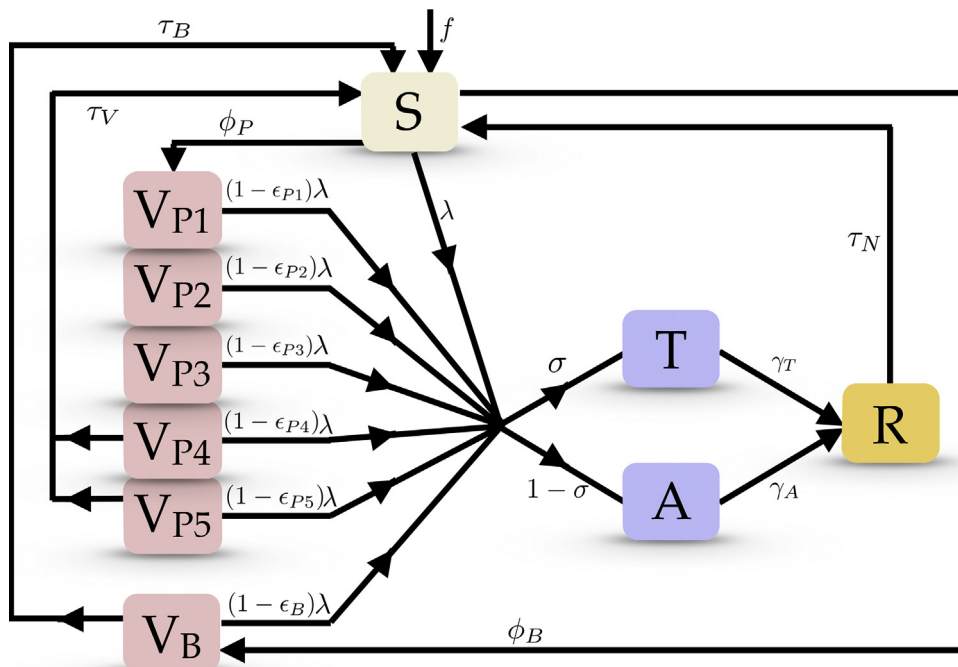 τ_B
f
S
τ_V
ϕ_P
V_P1
(1 − ϵ_P1)λ
λ
τ_N
V_P2
(1 − ϵ_P2)λ
V_P3
(1 − ϵ_P3)λ
σ
T
γ_T
V_P4
(1 − ϵ_P4)λ
R
V_P5
(1 − ϵ_P5)λ
1 − σ
A
γ_A
V_B
(1 − ϵ_B)λ
ϕ_B